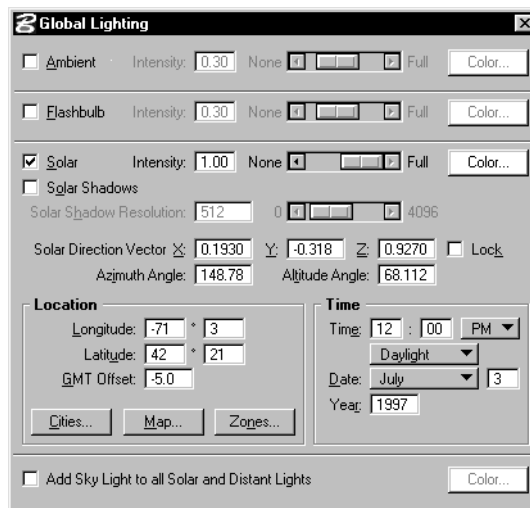 Global Lighting
Ambient Intensity: 0.30 None Full Color...
Flashbulb Intensity: 0.30 None Full Color...
Solar Intensity: 1.00 None Full Color...
Solar Shadows
Solar Shadow Resolution: 512 0 4096
Solar Direction Vector X: 0.1930 Y: -0.318 Z: 0.9270 Lock
Azimuth Angle: 148.78 Altitude Angle: 68.112
Location
Longitude: -71 ° 3
Latitude: 42 ° 21
GMT Offset: -5.0
Cities... Map... Zones...
Time
Time: 12 : 00 PM
Daylight
Date: July 3
Year: 1997
Add Sky Light to all Solar and Distant Lights Color...